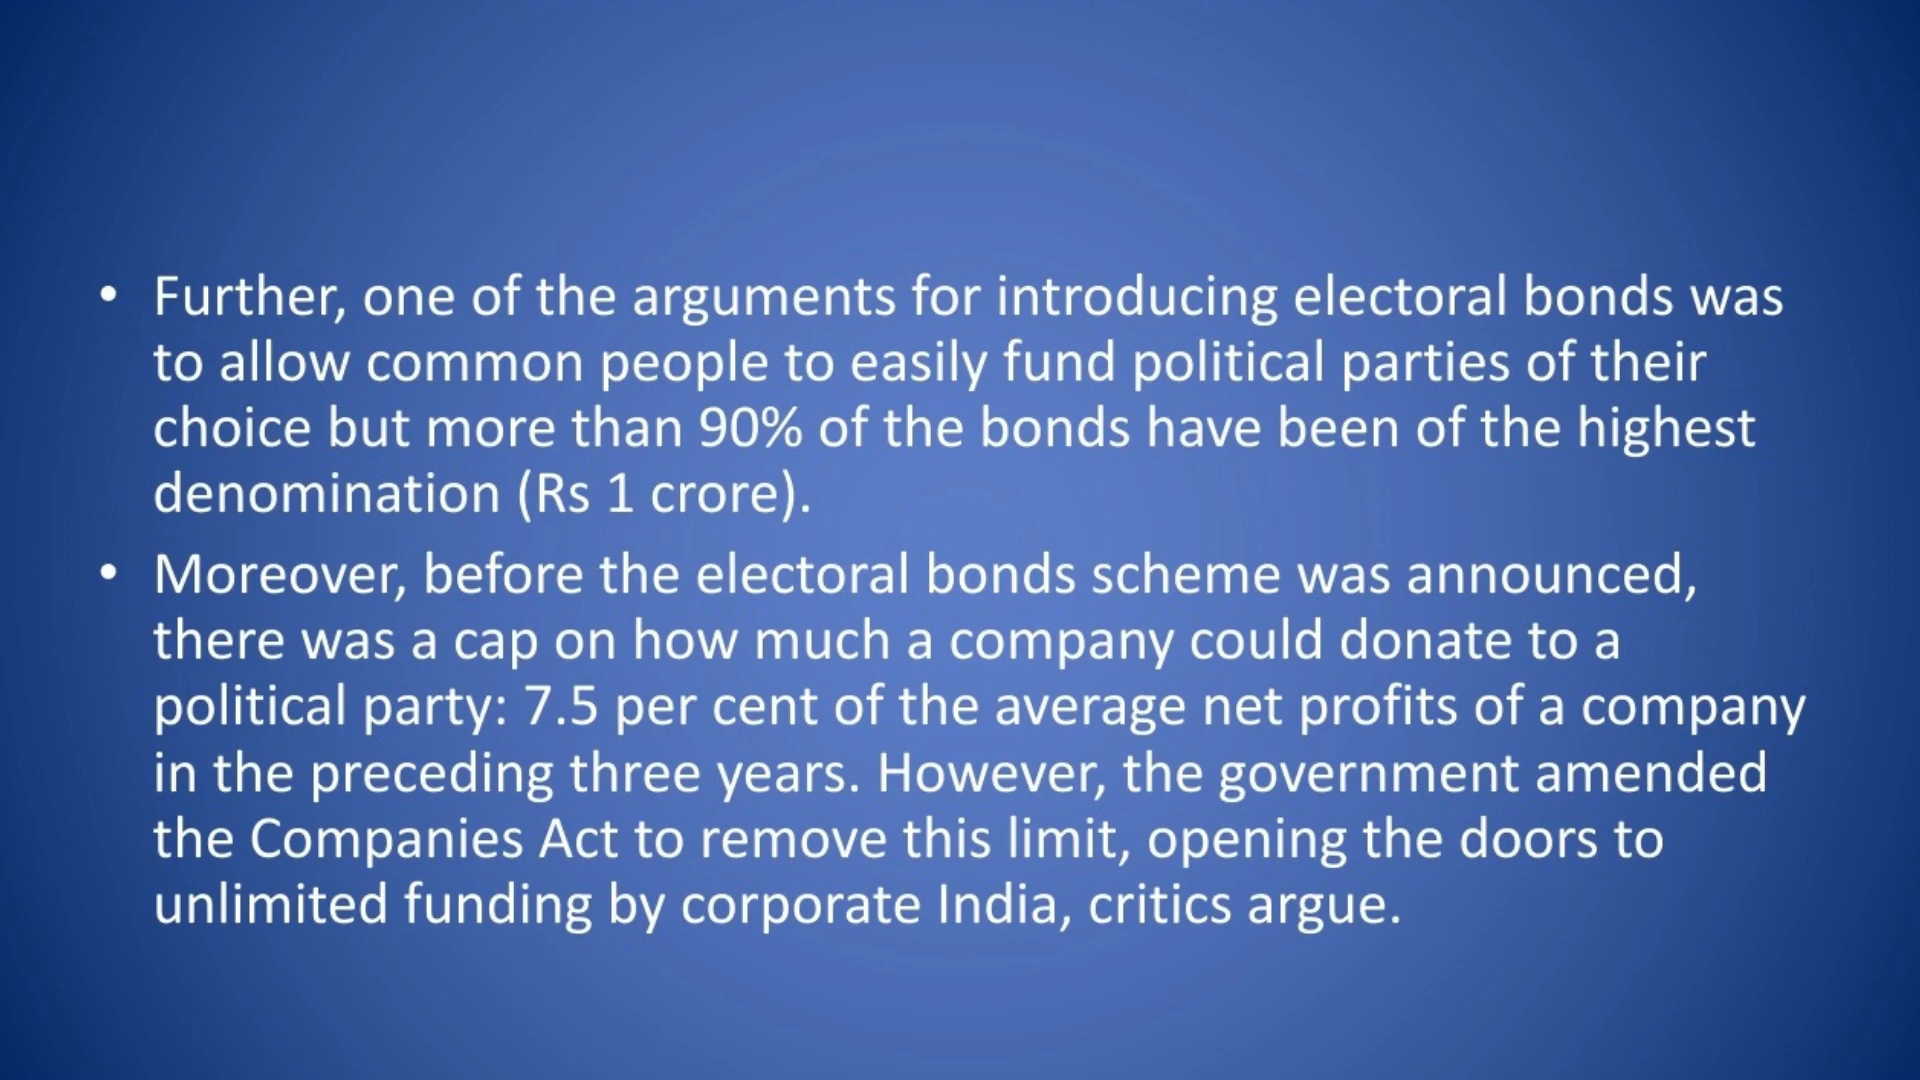 • Further, one of the arguments for introducing electoral bonds was
to allow common people to easily fund political parties of their
choice but more than 90% of the bonds have been of the highest
denomination (Rs 1 crore).
• Moreover, before the electoral bonds scheme was announced,
there was a cap on how much a company could donate to a
political party: 7.5 per cent of the average net profits of a company
in the preceding three years. However, the government amended
the Companies Act to remove this limit, opening the doors to
unlimited funding by corporate India, critics argue.